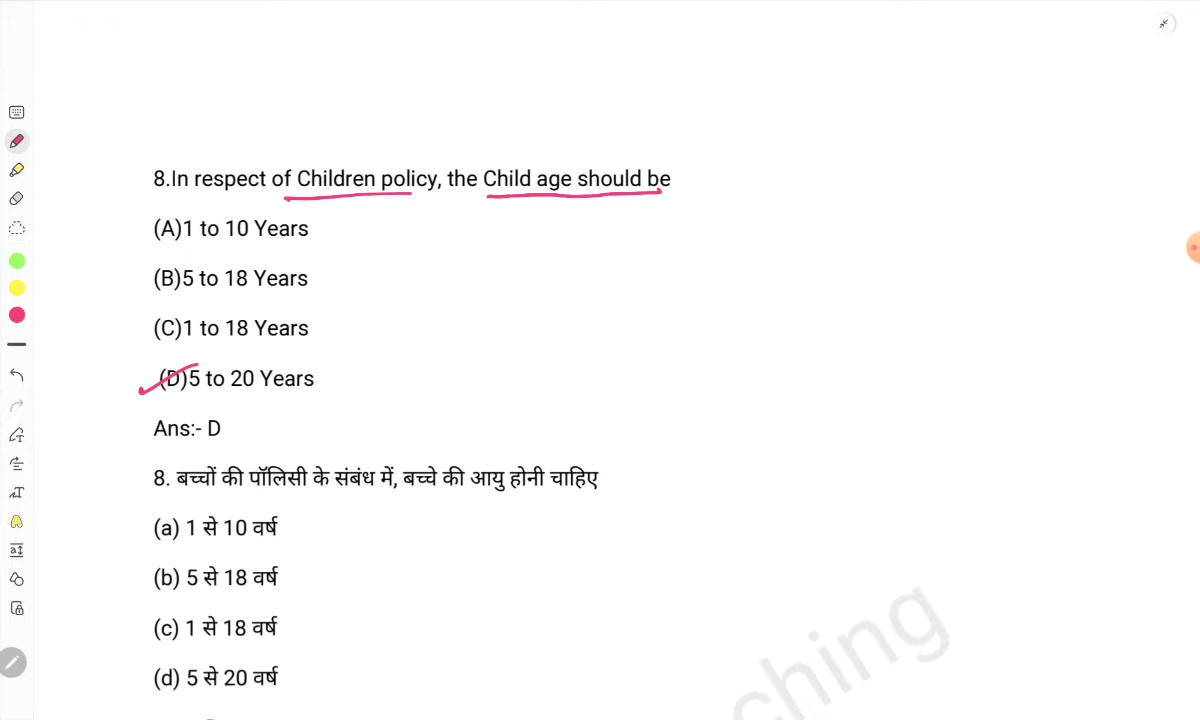 8.In respect of Children policy, the Child age should be
(A)1 to 10 Years
(B)5 to 18 Years
(C)1 to 18 Years
(D)5 to 20 Years
Ans:- D
8. बच्चों की पॉलिसी के संबंध में, बच्चे की आयु होनी चाहिए
(a) 1 से 10 वर्ष
(b) 5 से 18 वर्ष
(c) 1 से 18 वर्ष
(d) 5 से 20 वर्ष
ching